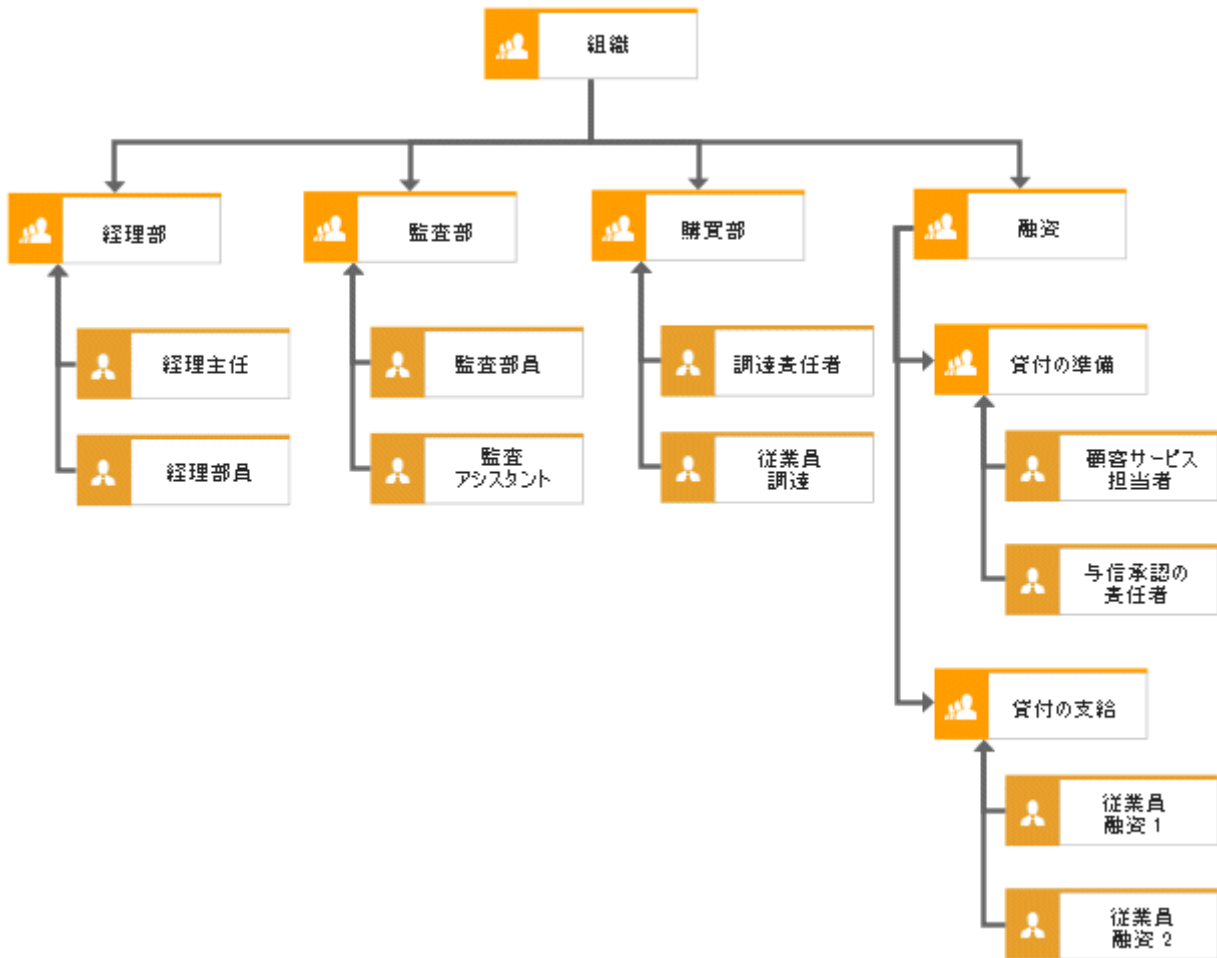 組織
経理部
監査部
購買部
融資
経理主任
監査部員
調達責任者
貸付の準備
経理部員
監査
アシスタント
従業員
調達
顧客サービス
担当者
与信承認の
責任者
貸付の支給
従業員
融資 1
従業員
融資 2